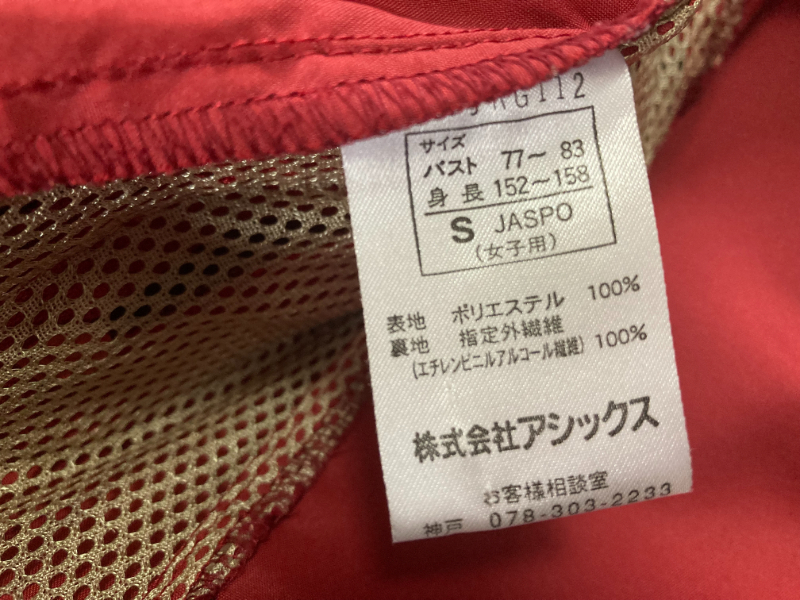 サイズ
バスト 77〜 83
身 長 152〜158
S JASPO
(女子用)
表地 ポリエステル 100%
裏地 指定外繊維
(エチレンビニルアルコール繊維) 100%
株式会社アシックス
お客様相談室
神戸 078-303-2233